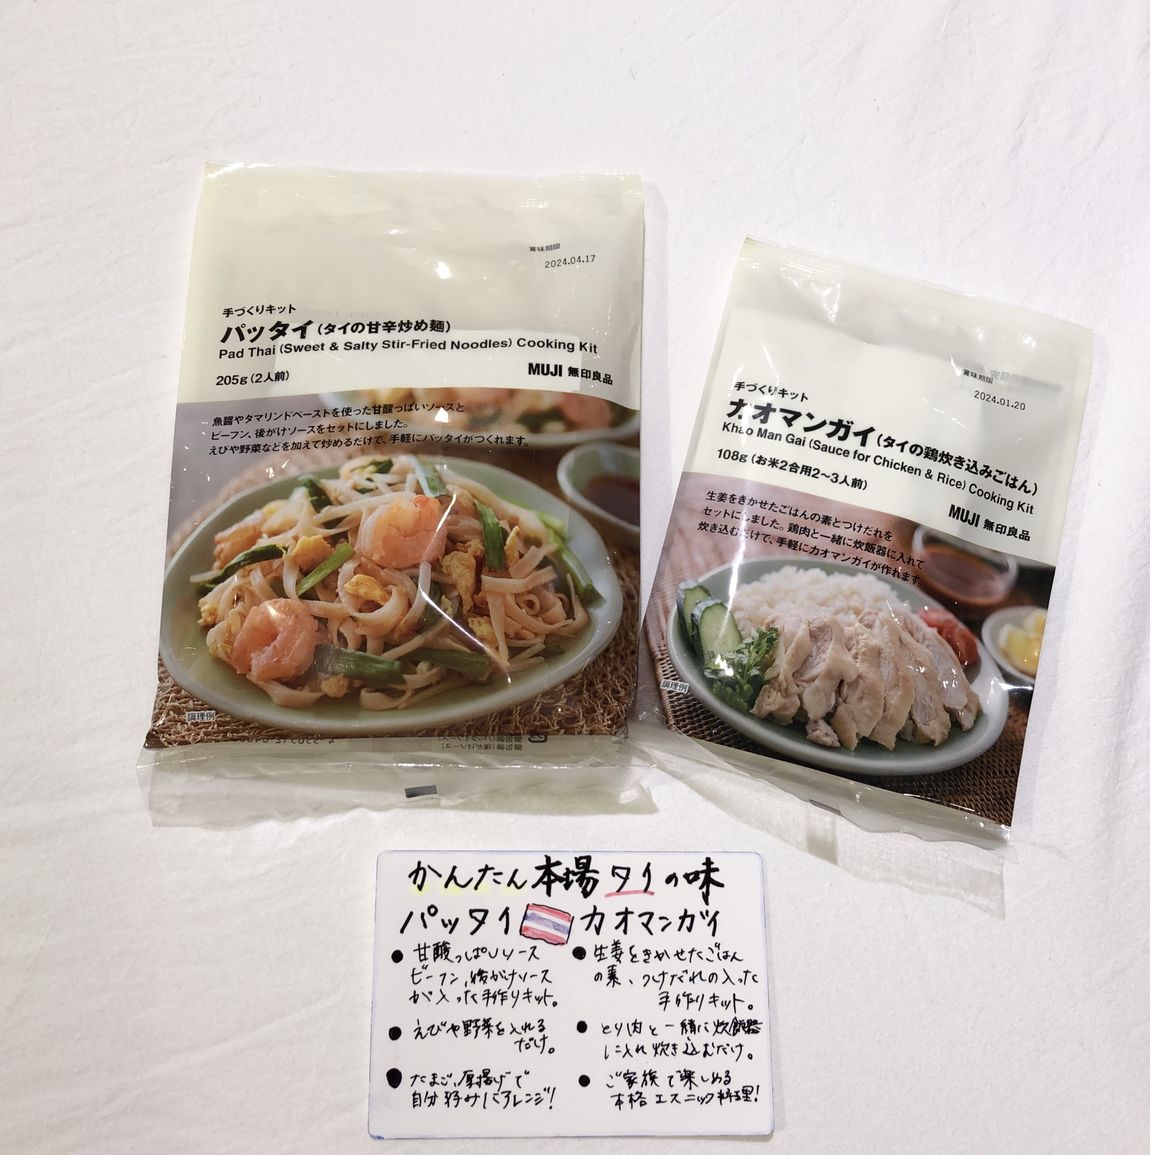 賞味期限
2024.04.17
手づくりキット
パッタイ(タイの甘辛炒め麺)
Pad Thai (Sweet & Salty Stir-Fried Noodles) Cooking Kit
205g(2人前)
MUJI 無印良品
魚醤やタマリンドペーストを使った甘酸っぱいソースと
ビーフン、後がけソースをセットにしました。
えびや野菜などを加えて炒めるだけで、手軽にパッタイがつくれます。
調理例
賞味期限
2024.01.20
手づくりキット
カオマンガイ(タイの鶏炊き込みごはん)
Khao Man Gai (Sauce for Chicken & Rice) Cooking Kit
108g(お米2合用2〜3人前)
MUJI 無印良品
生姜をきかせたごはんの素とつけだれを
セットにしました。鶏肉と一緒に炊飯器に入れて
炊き込むだけで、手軽にカオマンガイが作れます
調理例
かんたん本場タイの味
パッタイ カオマンガイ
● 甘酸っぱいソース
ビーフン、後がけソース
が入った手作りキット。
● えびや野菜を入れる
だけ。
● たまご、厚揚げで
自分好みにアレンジ!
● 生姜をきかせたごはん
の素、つけだれの入った
手作りキット。
● とり肉と一緒に炊飯器
に入れ炊き込むだけ。
● ご家族で楽しめる
本格エスニック料理!